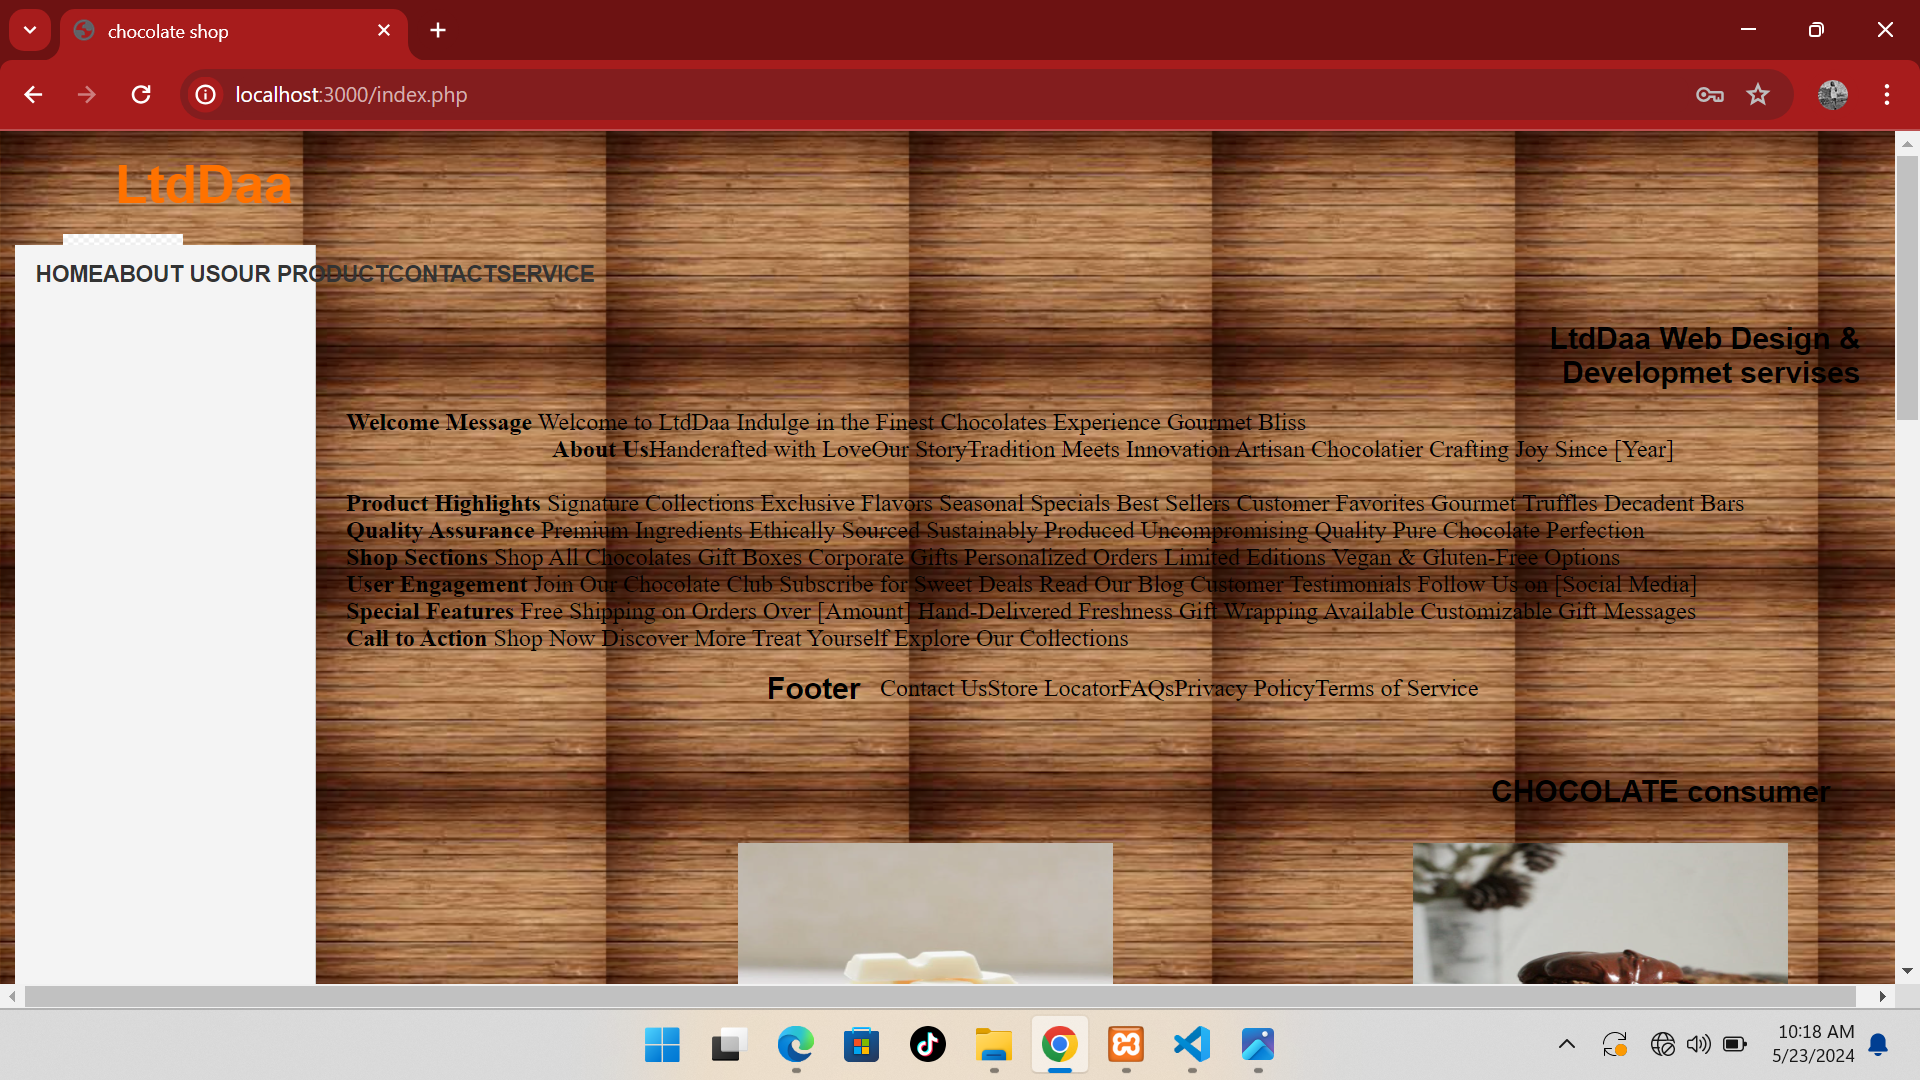 chocolate shop
localhost:3000/index.php
LtdDaa
HOMEABOUT USOUR PRODUCTCONTACTSERVICE
LtdDaa Web Design &
Developmet servises
Welcome Message Welcome to LtdDaa Indulge in the Finest Chocolates Experience Gourmet Bliss
About UsHandcrafted with LoveOur StoryTradition Meets Innovation Artisan Chocolatier Crafting Joy Since [Year]
Product Highlights Signature Collections Exclusive Flavors Seasonal Specials Best Sellers Customer Favorites Gourmet Truffles Decadent Bars
Quality Assurance Premium Ingredients Ethically Sourced Sustainably Produced Uncompromising Quality Pure Chocolate Perfection
Shop Sections Shop All Chocolates Gift Boxes Corporate Gifts Personalized Orders Limited Editions Vegan & Gluten-Free Options
User Engagement Join Our Chocolate Club Subscribe for Sweet Deals Read Our Blog Customer Testimonials Follow Us on [Social Media]
Special Features Free Shipping on Orders Over [Amount] Hand-Delivered Freshness Gift Wrapping Available Customizable Gift Messages
Call to Action Shop Now Discover More Treat Yourself Explore Our Collections
Footer Contact UsStore LocatorFAQsPrivacy PolicyTerms of Service
CHOCOLATE consumer
10:18 AM
5/23/2024